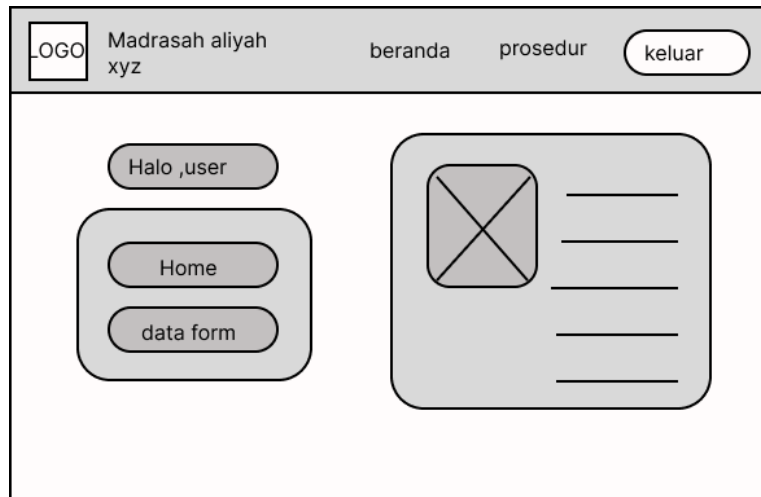 LOGO
Madrasah aliyah
xyz
beranda
prosedur
keluar
Halo ,user
Home
data form